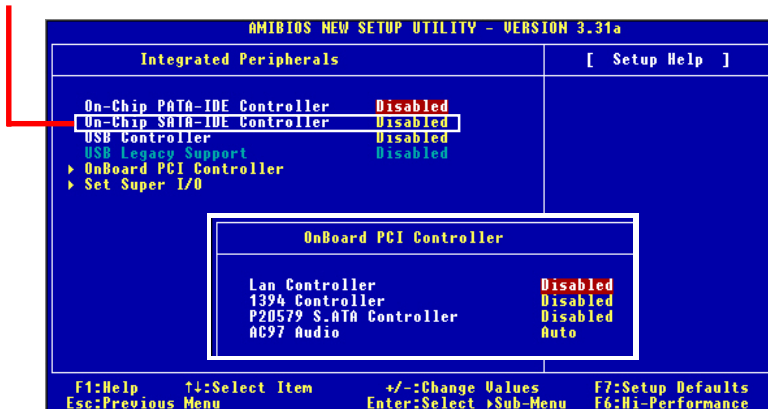 AMIBIOS NEW SETUP UTILITY - VERSION 3.31a
Integrated Peripherals
[ Setup Help ]
On-Chip PATA-IDE Controller Disabled
On-Chip SATA-IDE Controller Disabled
USB Controller Disabled
USB Legacy Support Disabled
▸ OnBoard PCI Controller
▸ Set Super I/O
OnBoard PCI Controller
Lan Controller Disabled
1394 Controller Disabled
P20579 S.ATA Controller Disabled
AC97 Audio Auto
F1:Help ↑↓:Select Item +/-:Change Values F7:Setup Defaults
Esc:Previous Menu Enter:Select ▸Sub-Menu F6:Hi-Performance